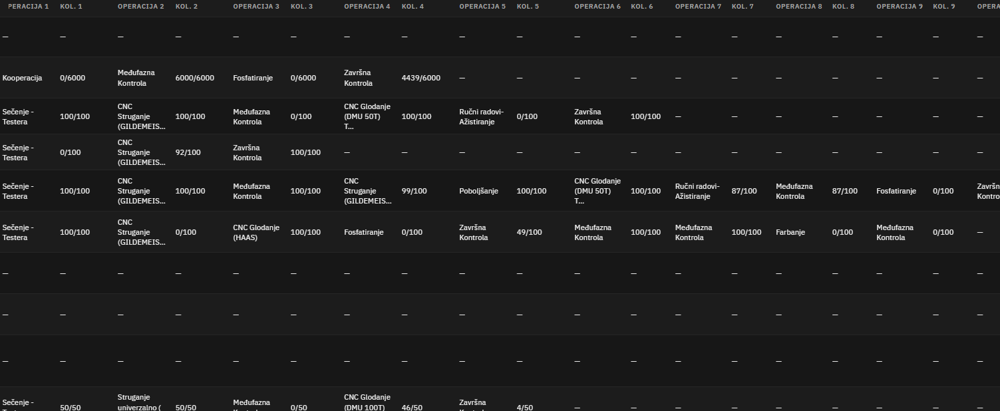 PERACIJA 1 KOL. 1 OPERACIJA 2 KOL. 2 OPERACIJA 3 KOL. 3 OPERACIJA 4 KOL. 4 OPERACIJA 5 KOL. 5 OPERACIJA 6 KOL. 6 OPERACIJA 7 KOL. 7 OPERACIJA 8 KOL. 8 OPERACIJA 9 KOL. 9 OPERA
— — — — — — — — — — — — — — — — — — —
Kooperacija 0/6000 Međufazna Kontrola 6000/6000 Fosfatiranje 0/6000 Završna Kontrola 4439/6000 — — — — — — — — — — —
Sečenje - Testera 100/100 CNC Struganje (GILDEMEIS... 100/100 Međufazna Kontrola 0/100 CNC Glodanje (DMU 50T) T... 100/100 Ručni radovi- Ažistiranje 0/100 Završna Kontrola 100/100 — — — — — — —
Sečenje - Testera 0/100 CNC Struganje (GILDEMEIS... 92/100 Završna Kontrola 100/100 — — — — — — — — — — — — —
Sečenje - Testera 100/100 CNC Struganje (GILDEMEIS... 100/100 Međufazna Kontrola 100/100 CNC Struganje (GILDEMEIS... 99/100 Poboljšanje 100/100 CNC Glodanje (DMU 50T) T... 100/100 Ručni radovi- Ažistiranje 87/100 Međufazna Kontrola 87/100 Fosfatiranje 0/100 Završn Kontro
Sečenje - Testera 100/100 CNC Struganje (GILDEMEIS... 0/100 CNC Glodanje (HAAS) 100/100 Fosfatiranje 0/100 Završna Kontrola 49/100 Međufazna Kontrola 100/100 Međufazna Kontrola 100/100 Farbanje 0/100 Međufazna Kontrola 0/100 —
— — — — — — — — — — — — — — — — — — —
— — — — — — — — — — — — — — — — — — —
— — — — — — — — — — — — — — — — — — —
Sečenje - 50/50 Struganje univerzalno ( 50/50 Međufazna 0/50 CNC Glodanje (DMU 100T) 46/50 Završna 4/50 — — — — — — — — —